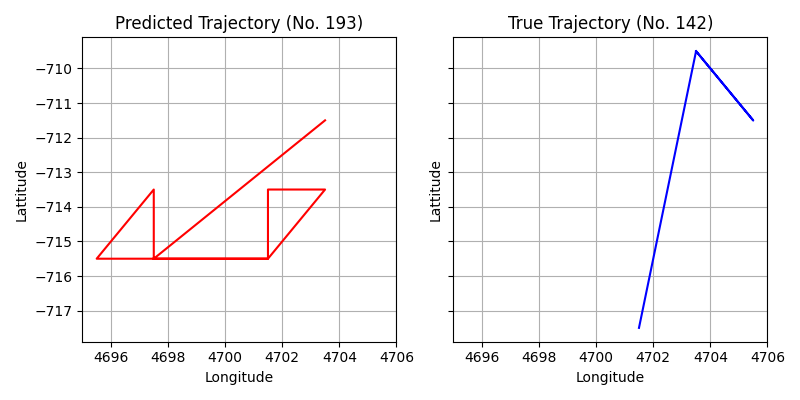 Predicted Trajectory (No. 193)
True Trajectory (No. 142)
−710
−711
−712
−713
−714
−715
−716
−717
Lattitude
Lattitude
4696 4698 4700 4702 4704 4706
4696 4698 4700 4702 4704 4706
Longitude
Longitude